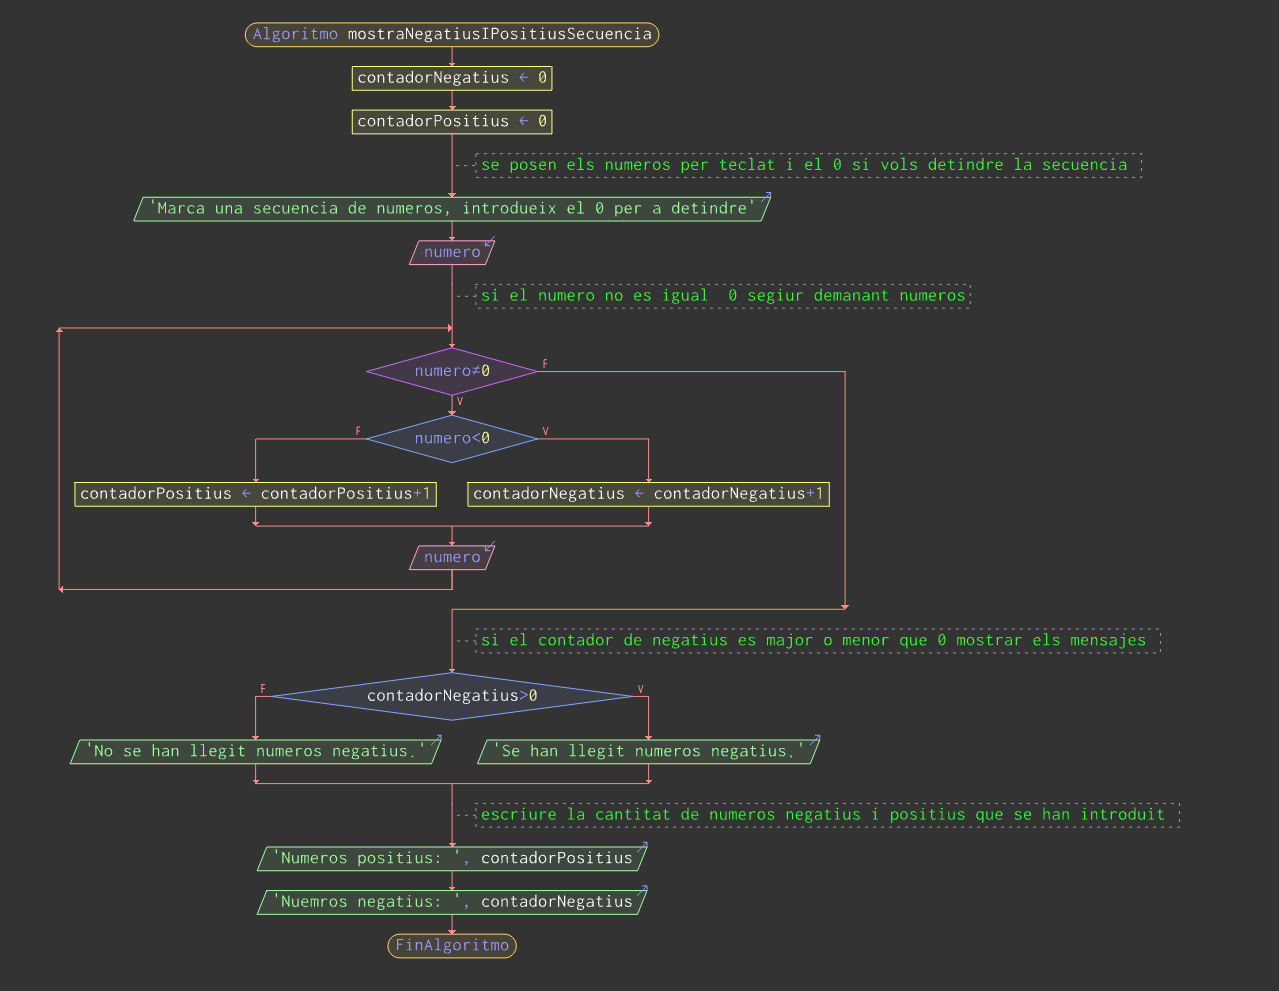 Algoritmo mostraNegatiusIPositiusSecuencia
contadorNegatius ← 0
contadorPositius ← 0
se posen els numeros per teclat i el 0 si vols detindre la secuencia
'Marca una secuencia de numeros, introdueix el 0 per a detindre'
numero
si el numero no es igual  0 segiur demanant numeros
numero≠0
F
V
numero<0
F
V
contadorPositius ← contadorPositius+1
contadorNegatius ← contadorNegatius+1
numero
si el contador de negatius es major o menor que 0 mostrar els mensajes
contadorNegatius>0
F
V
'No se han llegit numeros negatius.'
'Se han llegit numeros negatius.'
escriure la cantitat de numeros negatius i positius que se han introduit
'Numeros positius: ', contadorPositius
'Nuemros negatius: ', contadorNegatius
FinAlgoritmo